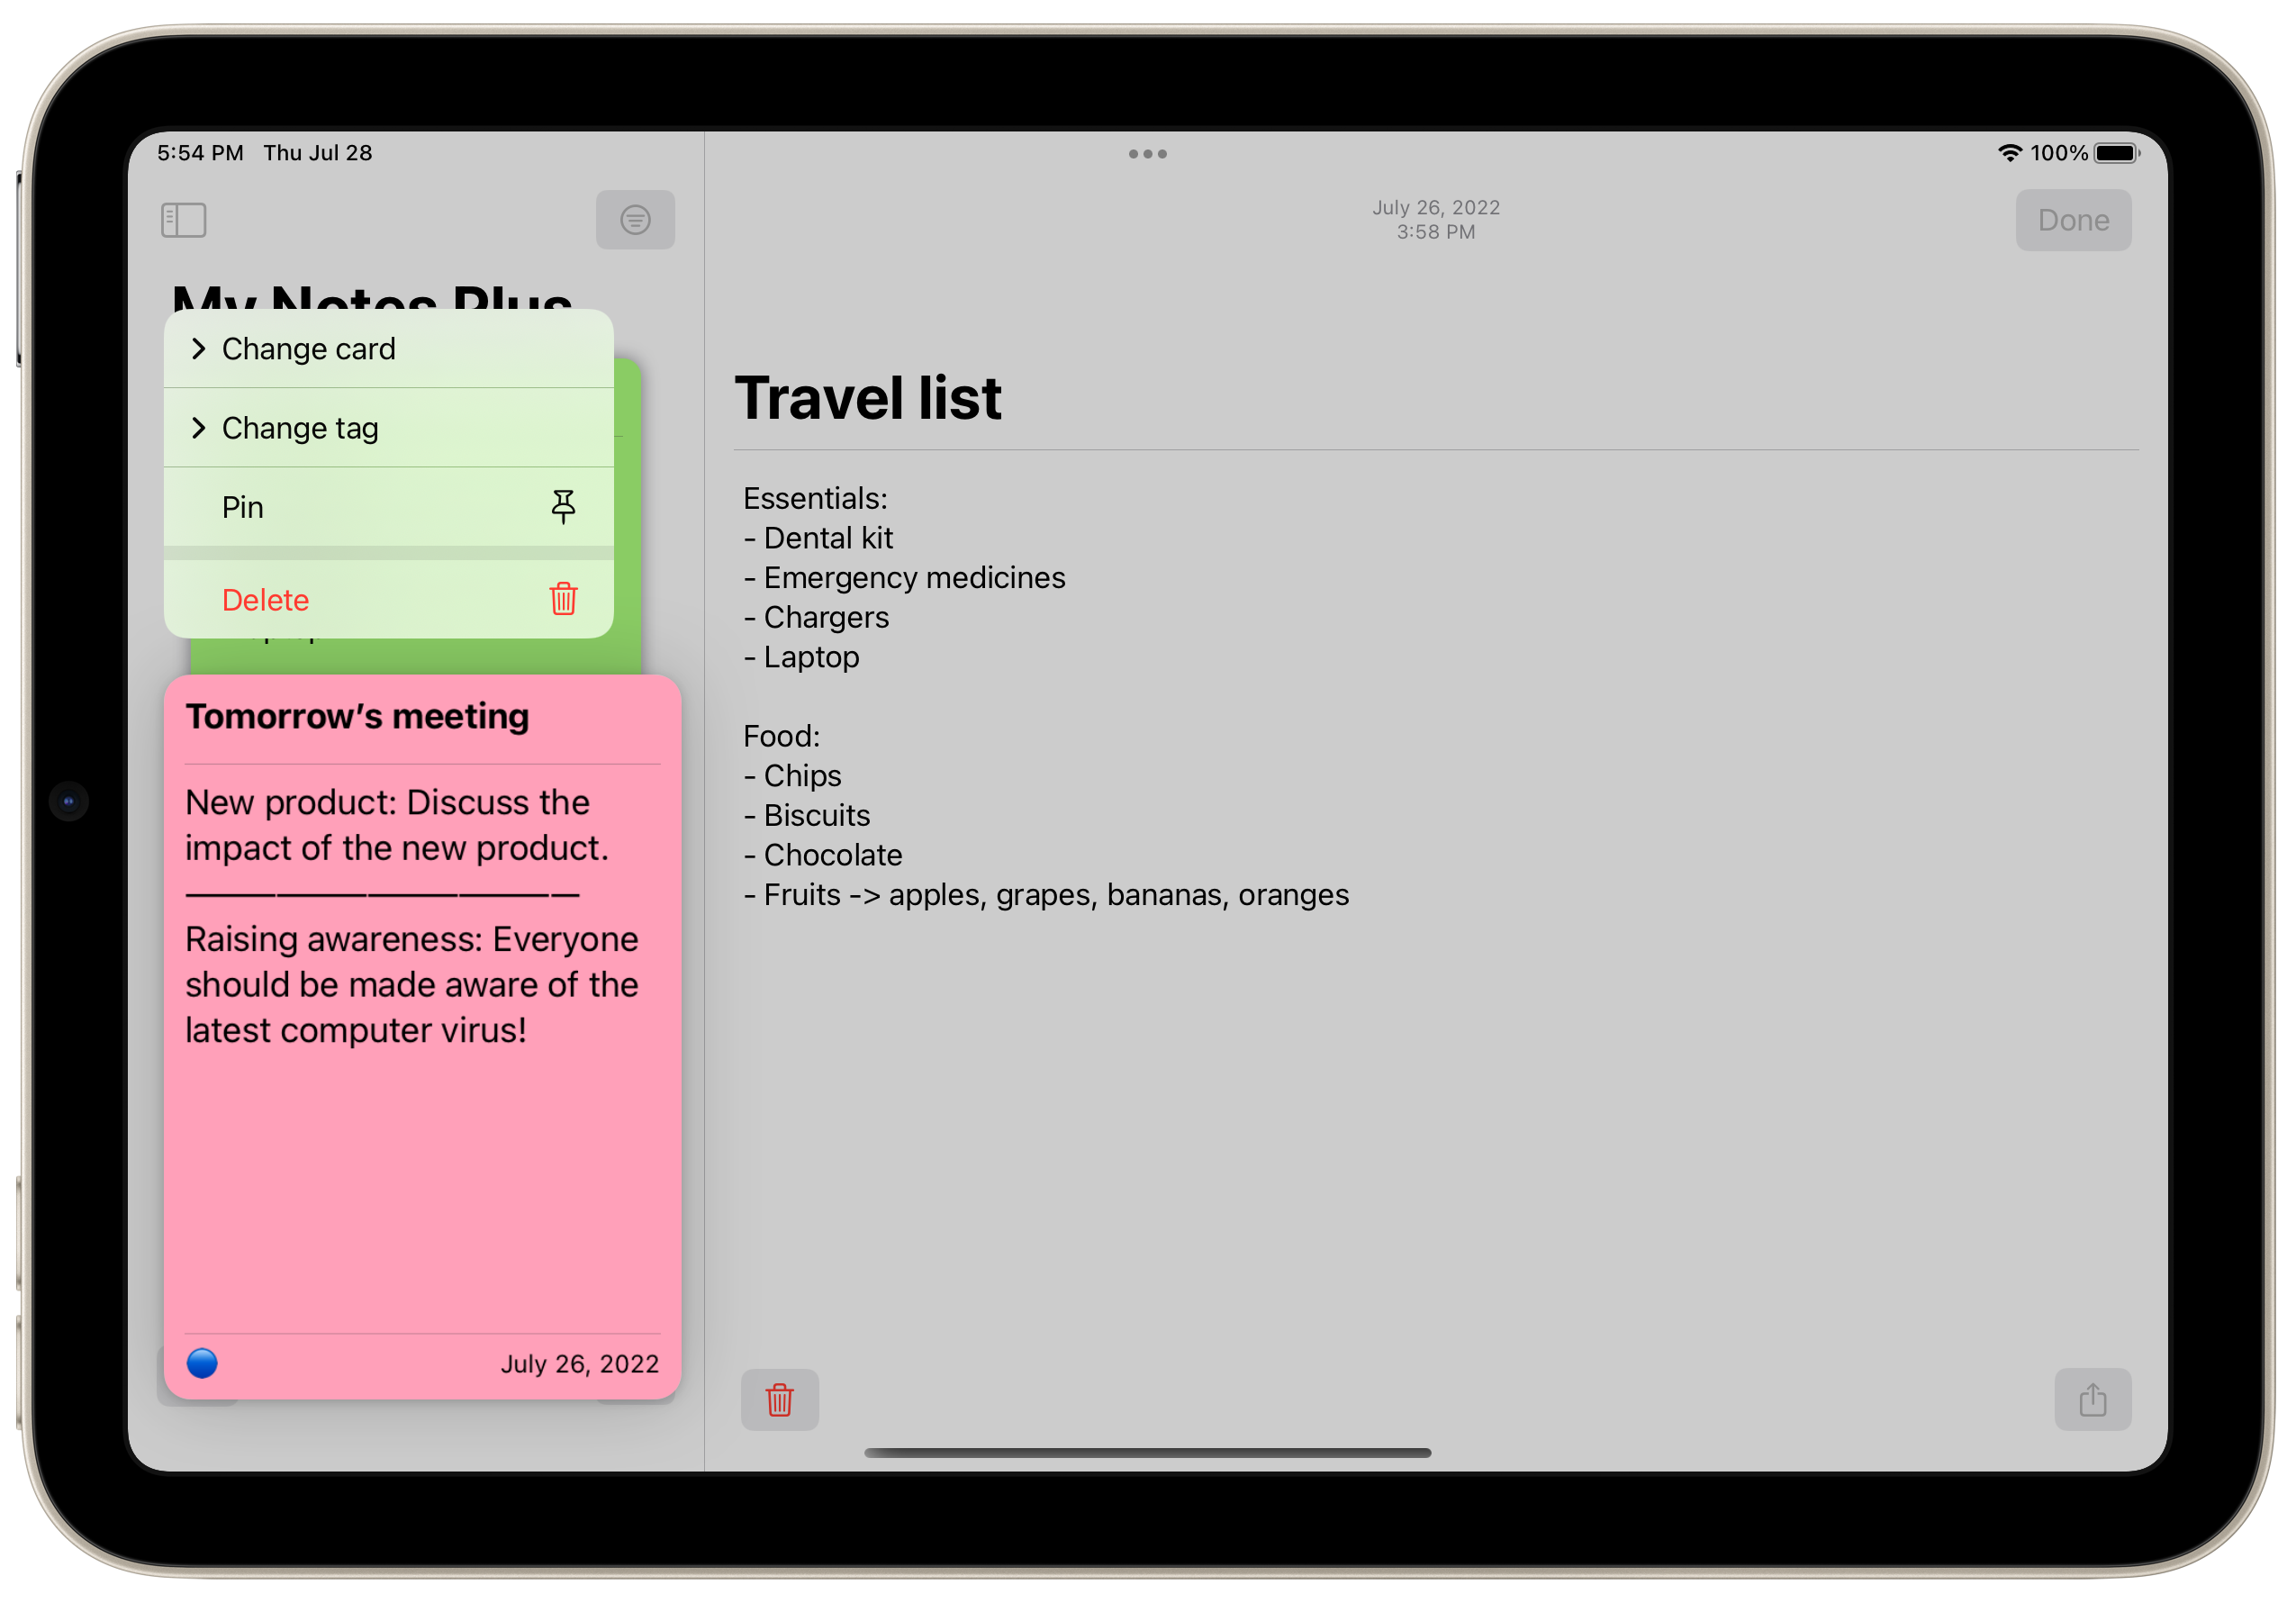 5:54 PM Thu Jul 28
100%
My Notes Plus
Change card
Change tag
Pin
Delete
Tomorrow’s meeting
New product: Discuss the
impact of the new product.
—————————————
Raising awareness: Everyone
should be made aware of the
latest computer virus!
July 26, 2022
July 26, 2022
3:58 PM
Done
Travel list
Essentials:
- Dental kit
- Emergency medicines
- Chargers
- Laptop
Food:
- Chips
- Biscuits
- Chocolate
- Fruits -> apples, grapes, bananas, oranges